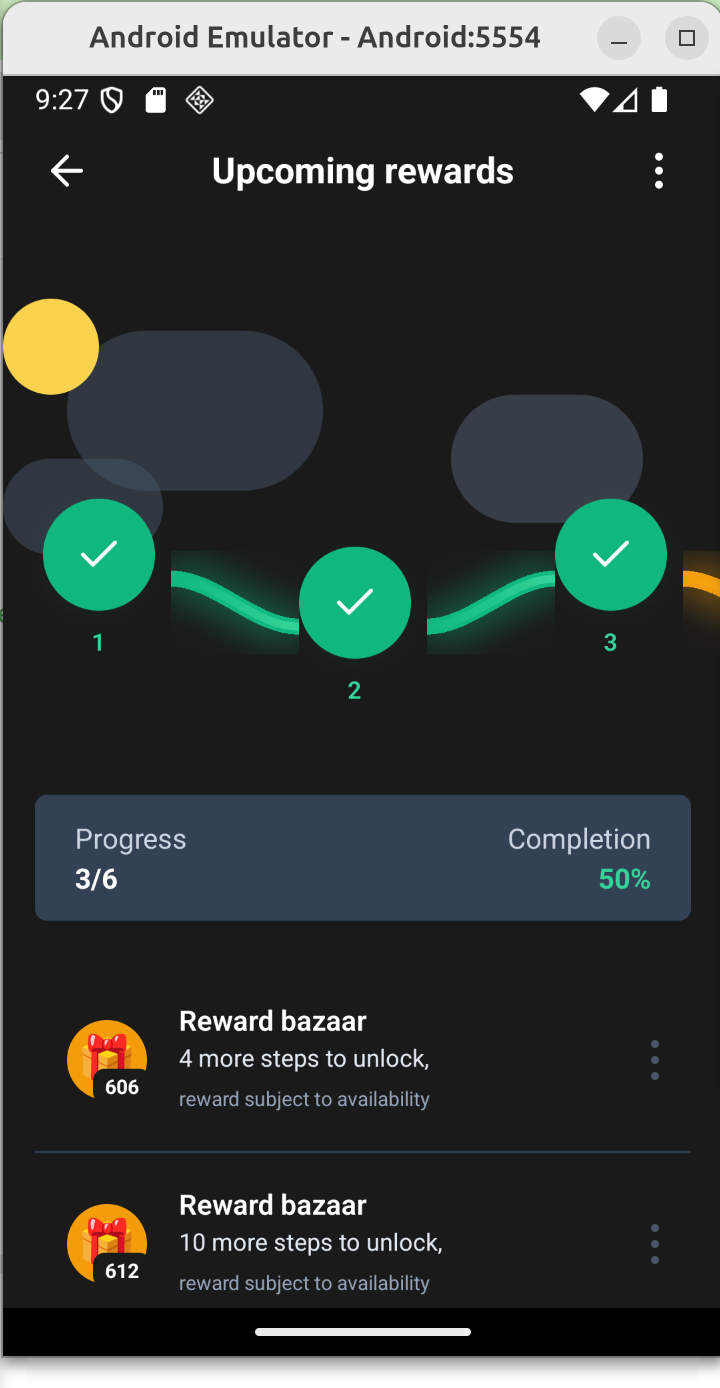 Android Emulator - Android:5554
9:27
Upcoming rewards
1
2
3
Progress
Completion
3/6
50%
Reward bazaar
4 more steps to unlock,
606
reward subject to availability
Reward bazaar
10 more steps to unlock,
612
reward subject to availability